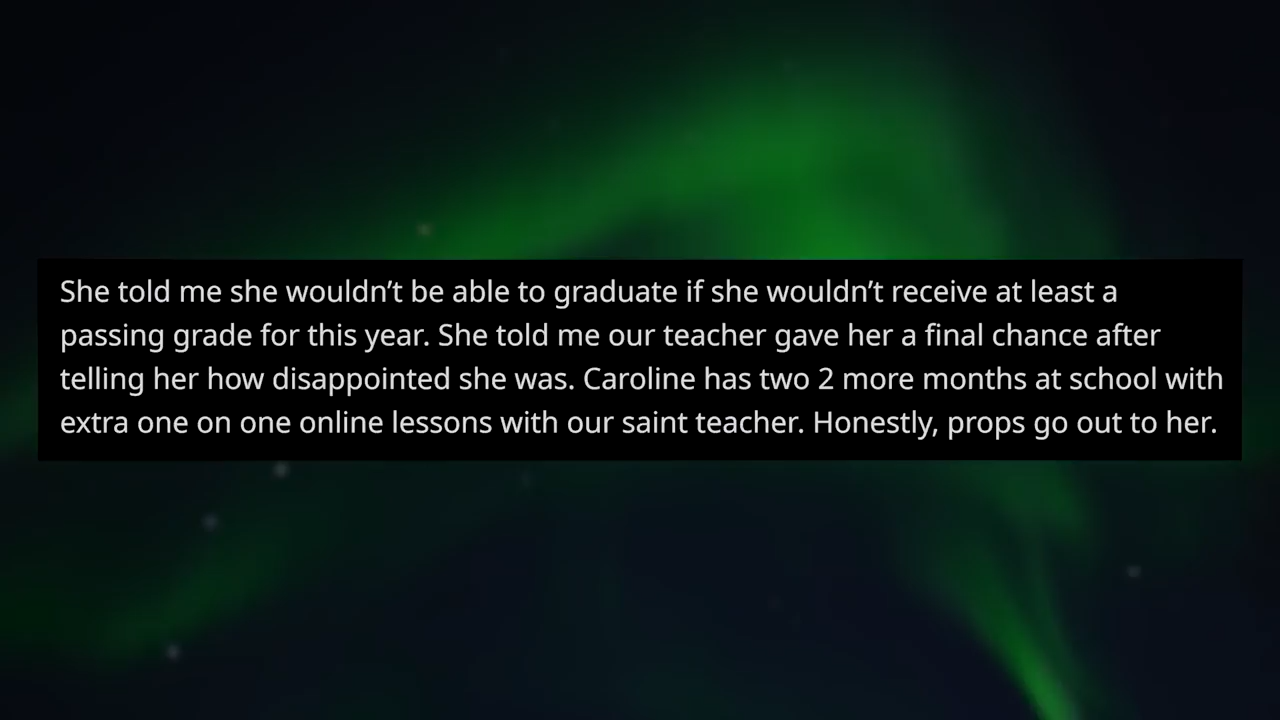 She told me she wouldn’t be able to graduate if she wouldn’t receive at least a
passing grade for this year. She told me our teacher gave her a final chance after
telling her how disappointed she was. Caroline has two 2 more months at school with
extra one on one online lessons with our saint teacher. Honestly, props go out to her.